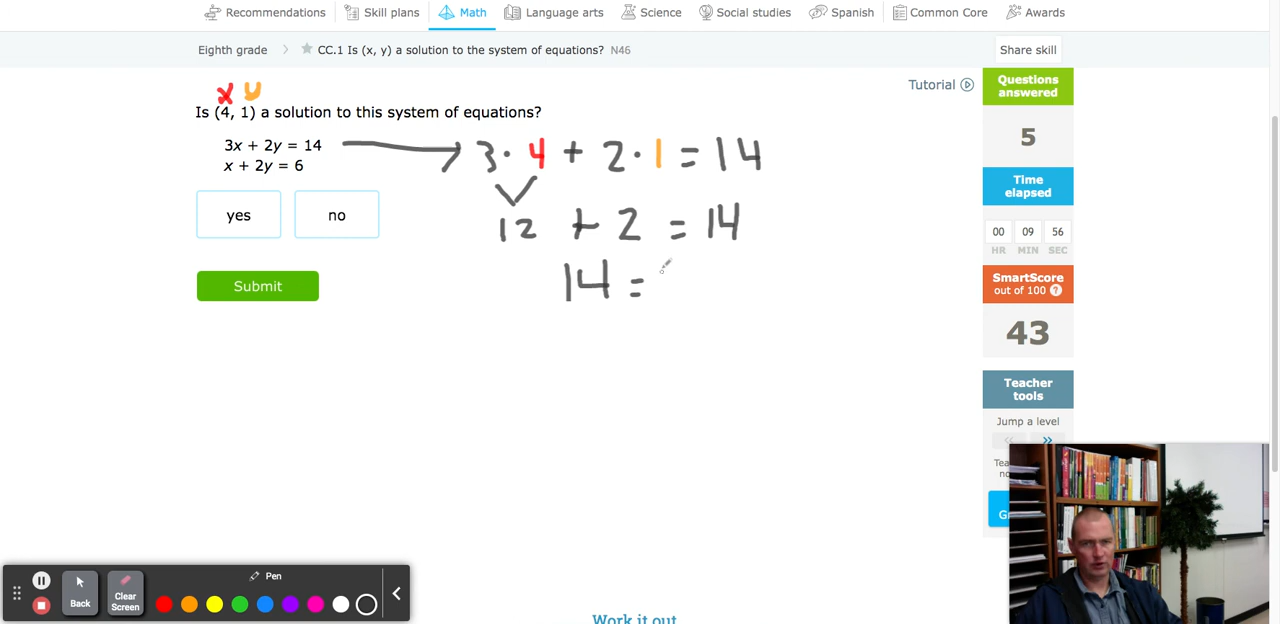 Recommendations Skill plans Math Language arts Science Social studies Spanish Common Core Awards
Eighth grade > CC.1 Is (x, y) a solution to the system of equations? N46
Share skill
Tutorial
x y
Is (4, 1) a solution to this system of equations?
3x + 2y = 14
x + 2y = 6
yes no
Submit
3 · 4 + 2 · 1 = 14
12 + 2 = 14
14 =
Questions
answered
5
Time
elapsed
00 09 56
HR MIN SEC
SmartScore
out of 100 ?
43
Teacher
tools
Jump a level
Pen
Back
Clear
Screen
Work it out